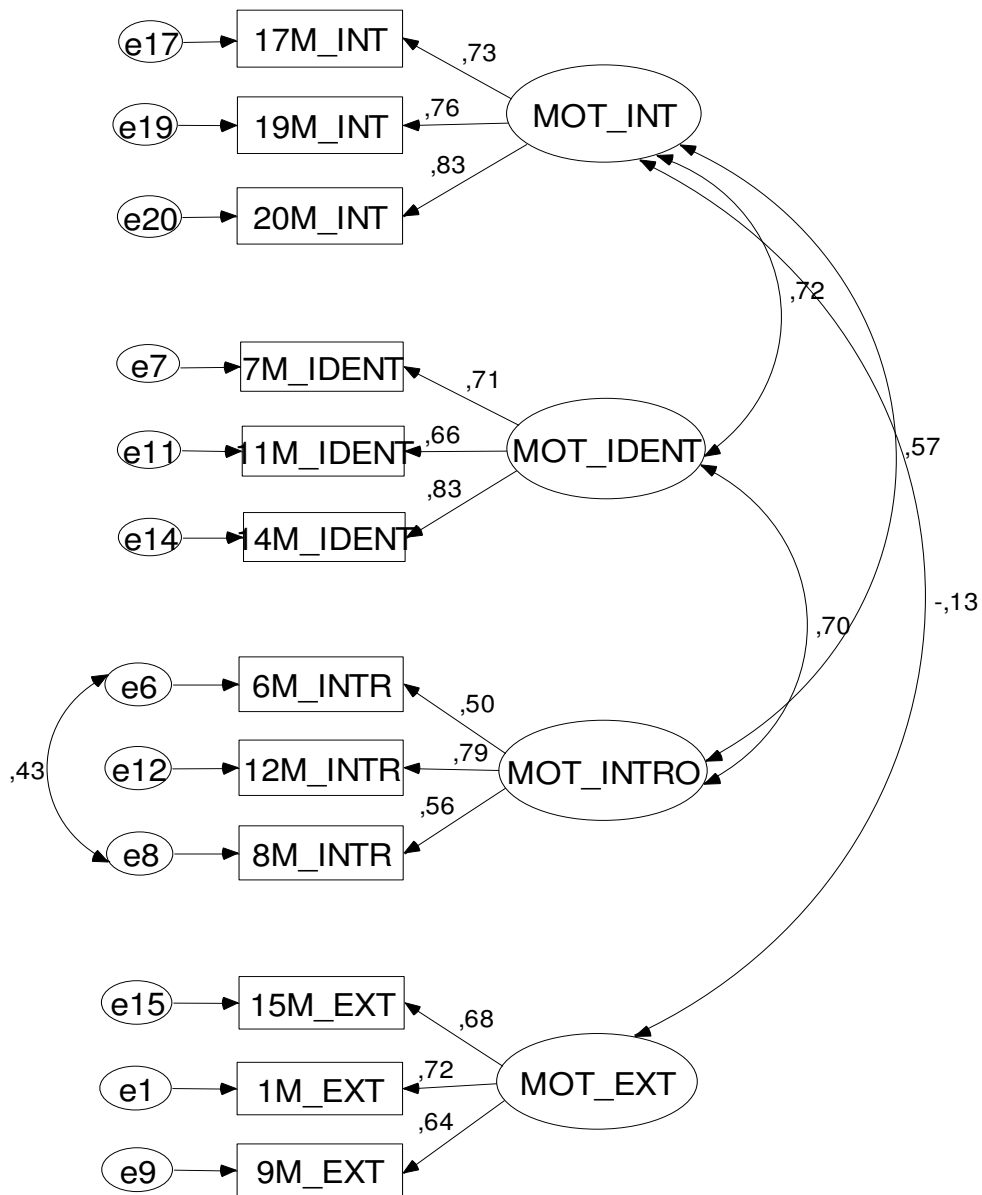 e17 17M_INT ,73
e19 19M_INT ,76 MOT_INT
e20 20M_INT ,83
,72
e7 7M_IDENT ,71
e11 11M_IDENT ,66 MOT_IDENT ,57
e14 14M_IDENT ,83
-,13
,70
e6 6M_INTR ,50
,43 e12 12M_INTR ,79 MOT_INTRO
e8 8M_INTR ,56
e15 15M_EXT ,68
e1 1M_EXT ,72 MOT_EXT
e9 9M_EXT ,64